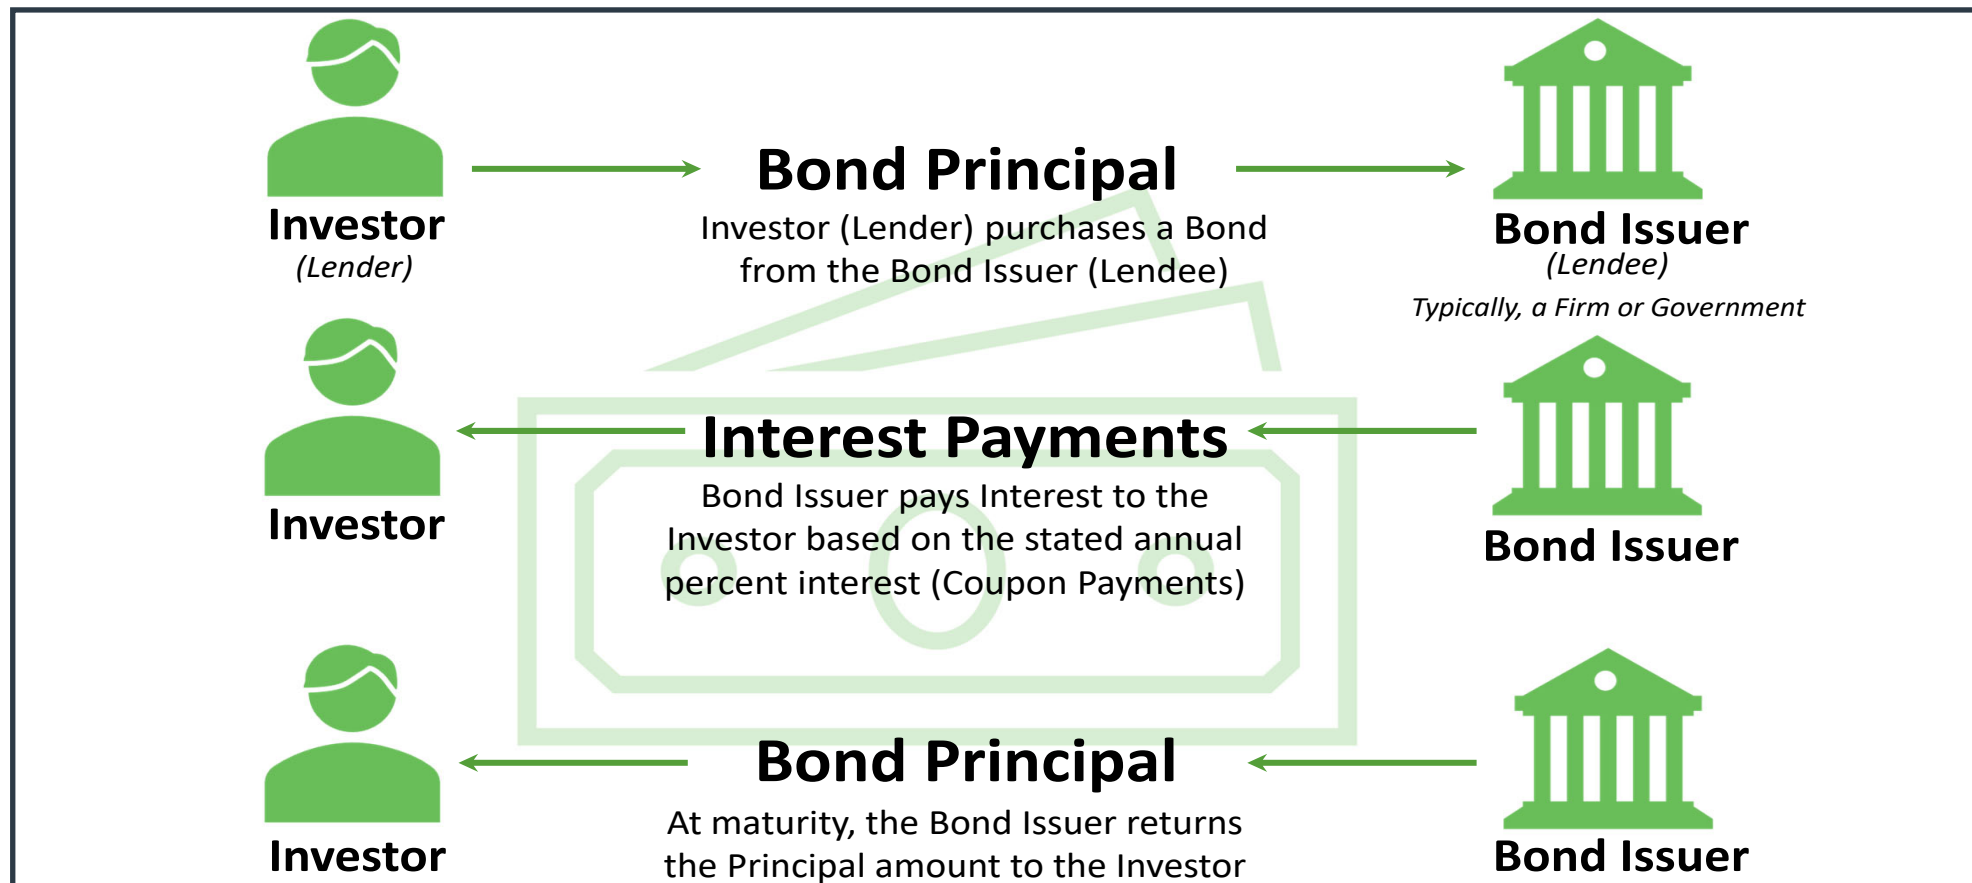 Bond Principal
Investor (Lender) purchases a Bond
from the Bond Issuer (Lendee)
Investor
(Lender)
Bond Issuer
(Lendee)
Typically, a Firm or Government
Interest Payments
Bond Issuer pays Interest to the
Investor based on the stated annual
percent interest (Coupon Payments)
Investor
Bond Issuer
Bond Principal
At maturity, the Bond Issuer returns
the Principal amount to the Investor
Investor
Bond Issuer